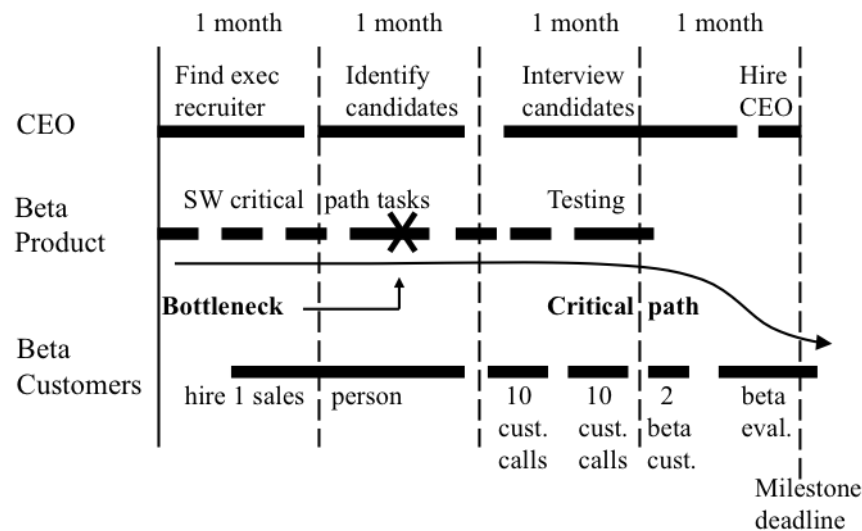 1 month 1 month 1 month 1 month
Find exec Identify Interview Hire
recruiter candidates candidates CEO
CEO
SW critical path tasks Testing
Beta
Product
Bottleneck Critical path
Beta
Customers
hire 1 sales person 10 10 2 beta
cust. cust. beta eval.
calls calls cust.
Milestone
deadline